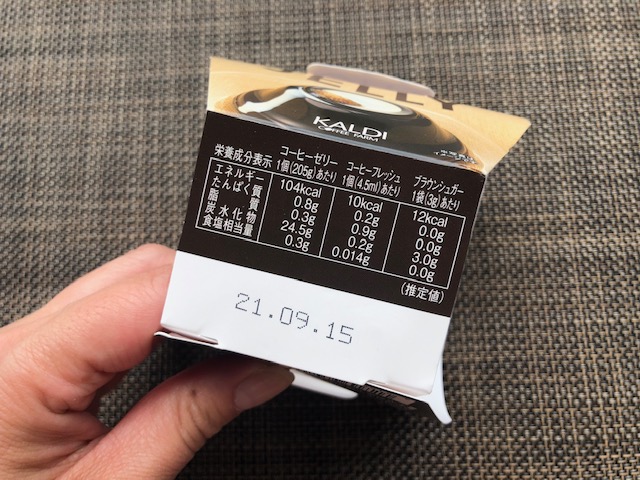 JELLY
KALDI
COFFEE FARM
栄養成分表示 コーヒーゼリー 1個(205g)あたり コーヒーフレッシュ 1個(4.5ml)あたり ブラウンシュガー 1袋(3g)あたり
エネルギー 104kcal 10kcal 12kcal
たんぱく質 0.8g 0.2g 0.0g
脂質 0.3g 0.9g 0.0g
炭水化物 24.5g 0.2g 3.0g
食塩相当量 0.3g 0.014g 0.0g
(推定値)
21.09.15